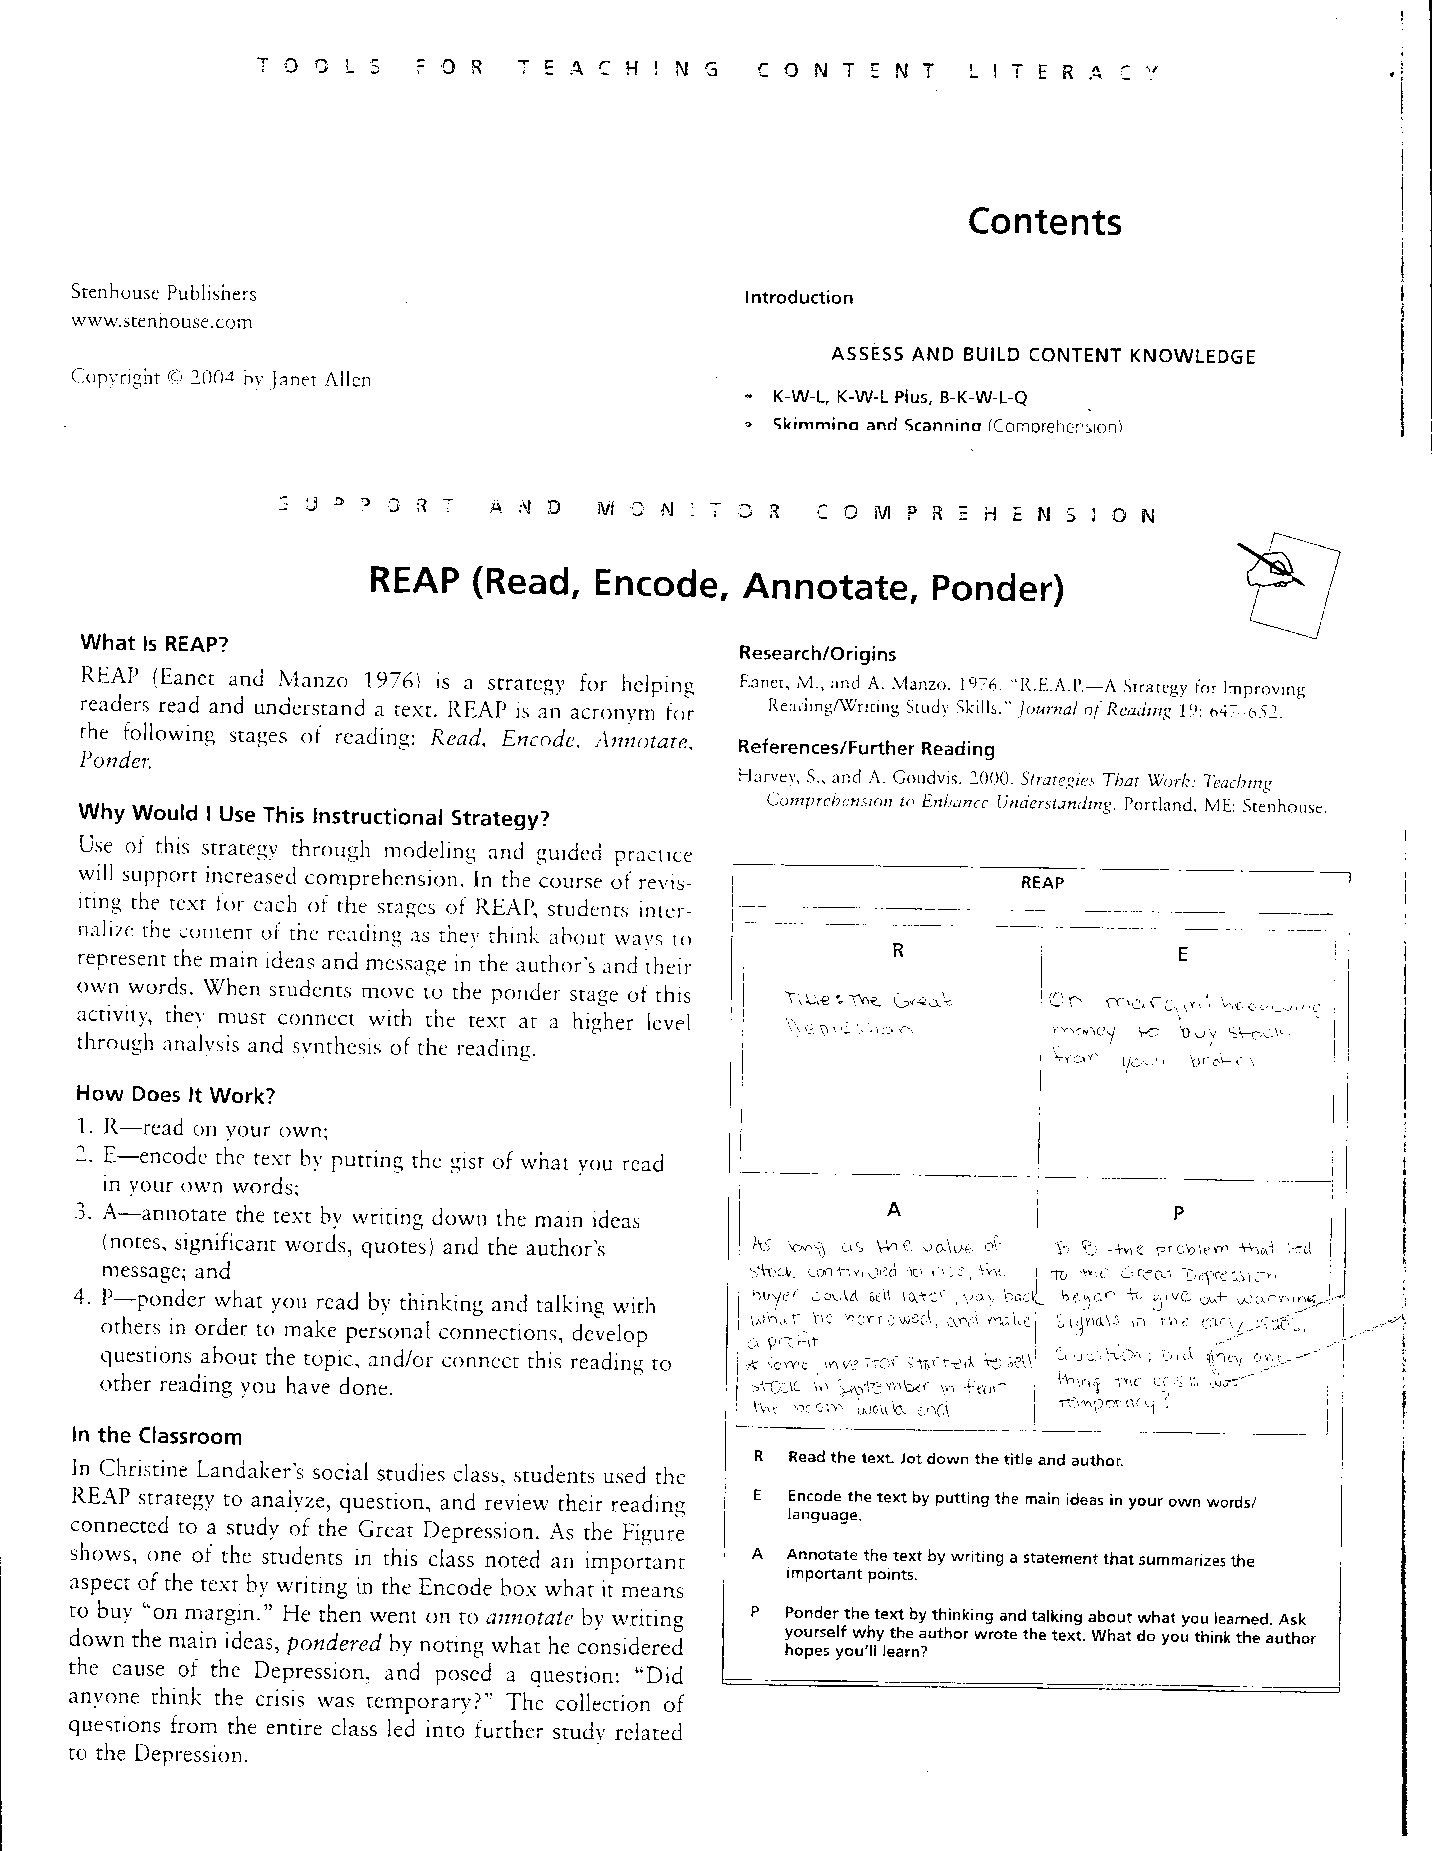 TOOLS FOR TEACHING CONTENT LITERACY
Contents
Stenhouse Publishers
www.stenhouse.com
Copyright © 2004 by Janet Allen
Introduction
ASSESS AND BUILD CONTENT KNOWLEDGE
• K-W-L, K-W-L Plus, B-K-W-L-Q
• Skimming and Scanning (Comprehension)
SUPPORT AND MONITOR COMPREHENSION
REAP (Read, Encode, Annotate, Ponder)
What Is REAP?
REAP (Eanet and Manzo 1976) is a strategy for helping
readers read and understand a text. REAP is an acronym for
the following stages of reading: Read, Encode, Annotate,
Ponder.
Why Would I Use This Instructional Strategy?
Use of this strategy through modeling and guided practice
will support increased comprehension. In the course of revis-
iting the text for each of the stages of REAP, students inter-
nalize the content of the reading as they think about ways to
represent the main ideas and message in the author's and their
own words. When students move to the ponder stage of this
activity, they must connect with the text at a higher level
through analysis and synthesis of the reading.
How Does It Work?
1. R—read on your own;
2. E—encode the text by putting the gist of what you read
in your own words;
3. A—annotate the text by writing down the main ideas
(notes, significant words, quotes) and the author's
message; and
4. P—ponder what you read by thinking and talking with
others in order to make personal connections, develop
questions about the topic, and/or connect this reading to
other reading you have done.
In the Classroom
In Christine Landaker's social studies class, students used the
REAP strategy to analyze, question, and review their reading
connected to a study of the Great Depression. As the Figure
shows, one of the students in this class noted an important
aspect of the text by writing in the Encode box what it means
to buy “on margin.” He then went on to annotate by writing
down the main ideas, pondered by noting what he considered
the cause of the Depression, and posed a question: “Did
anyone think the crisis was temporary?” The collection of
questions from the entire class led into further study related
to the Depression.
Research/Origins
Eanet, M., and A. Manzo. 1976. “R.E.A.P.—A Strategy for Improving
Reading/Writing Study Skills.” Journal of Reading 19: 647–652.
References/Further Reading
Harvey, S., and A. Goudvis. 2000. Strategies That Work: Teaching
Comprehension to Enhance Understanding. Portland, ME: Stenhouse.
REAP
R
Title: The Great
Depression
E
On margin:
money to buy stock
from your broker
A
As long as the value of
stock continued to rise, the
buyer could sell later, pay back
what he borrowed, and make
a profit
* some investor started to sell
stock in September in fear
the boom would end
P
the problem that led
to the Great Depression
began to give out warning
signals in the early
Question: Did any one
thing the crisis was
temporary?
R Read the text. Jot down the title and author.
E Encode the text by putting the main ideas in your own words/
language.
A Annotate the text by writing a statement that summarizes the
important points.
P Ponder the text by thinking and talking about what you learned. Ask
yourself why the author wrote the text. What do you think the author
hopes you'll learn?